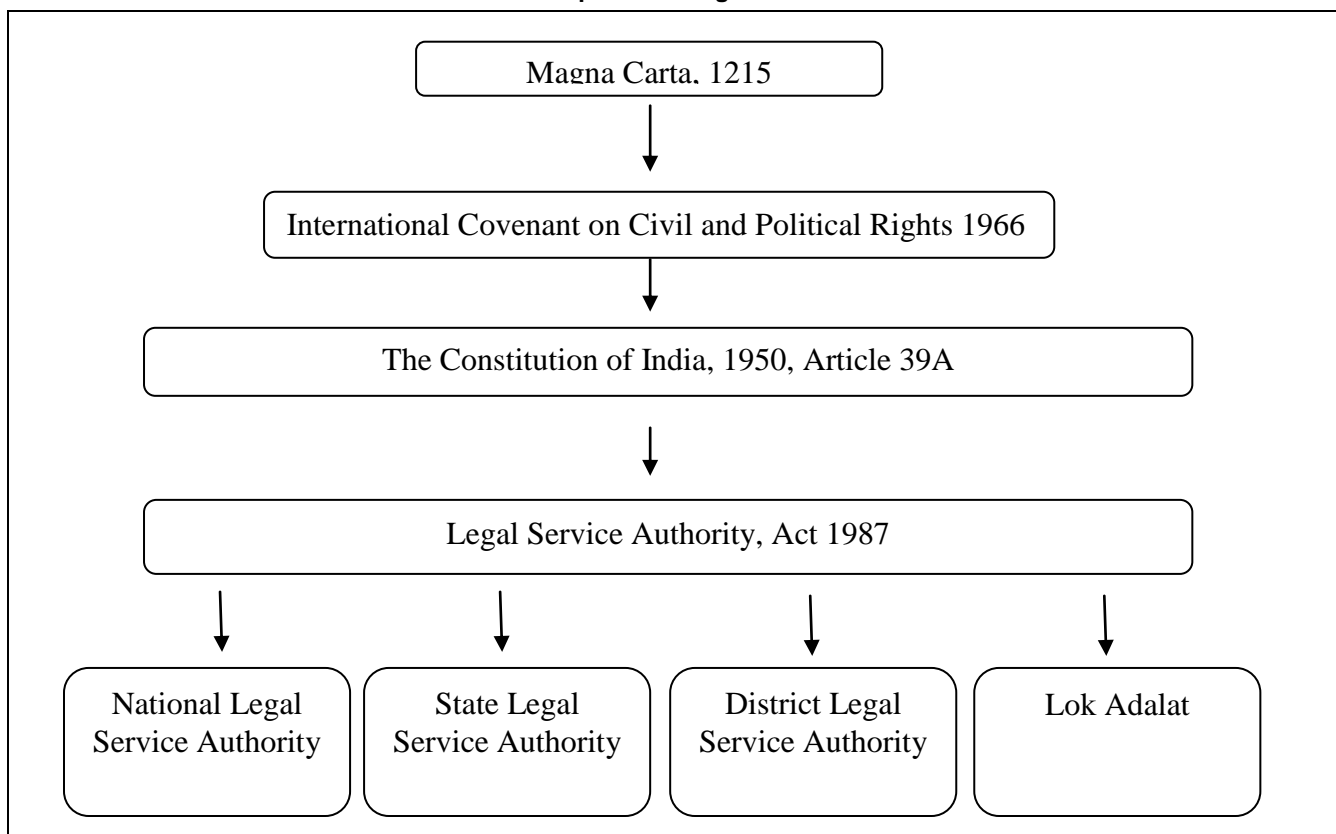 Magna Carta, 1215
International Covenant on Civil and Political Rights 1966
The Constitution of India, 1950, Article 39A
Legal Service Authority, Act 1987
National Legal
Service Authority
State Legal
Service Authority
District Legal
Service Authority
Lok Adalat